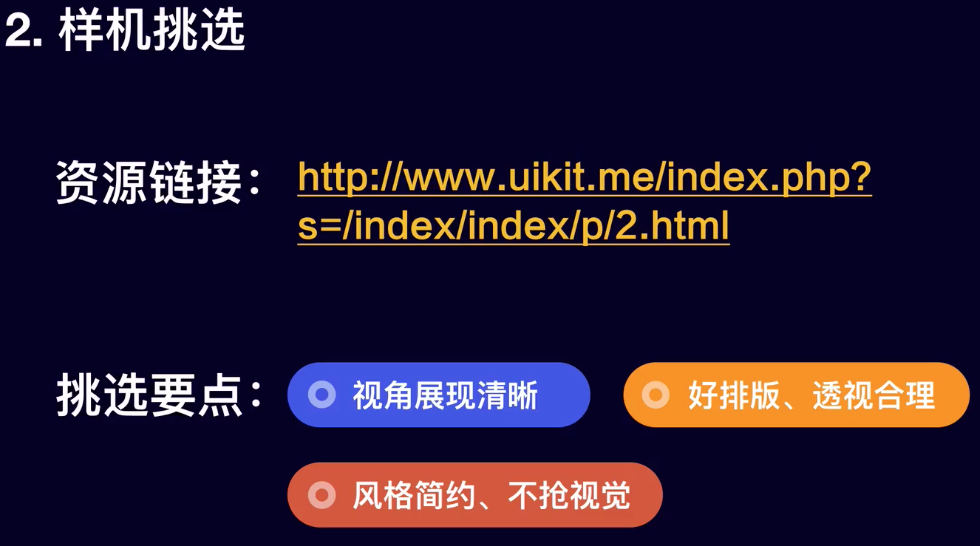 2. 样机挑选
资源链接：http://www.uikit.me/index.php?
s=/index/index/p/2.html
挑选要点：视角展现清晰 好排版、透视合理
风格简约、不抢视觉